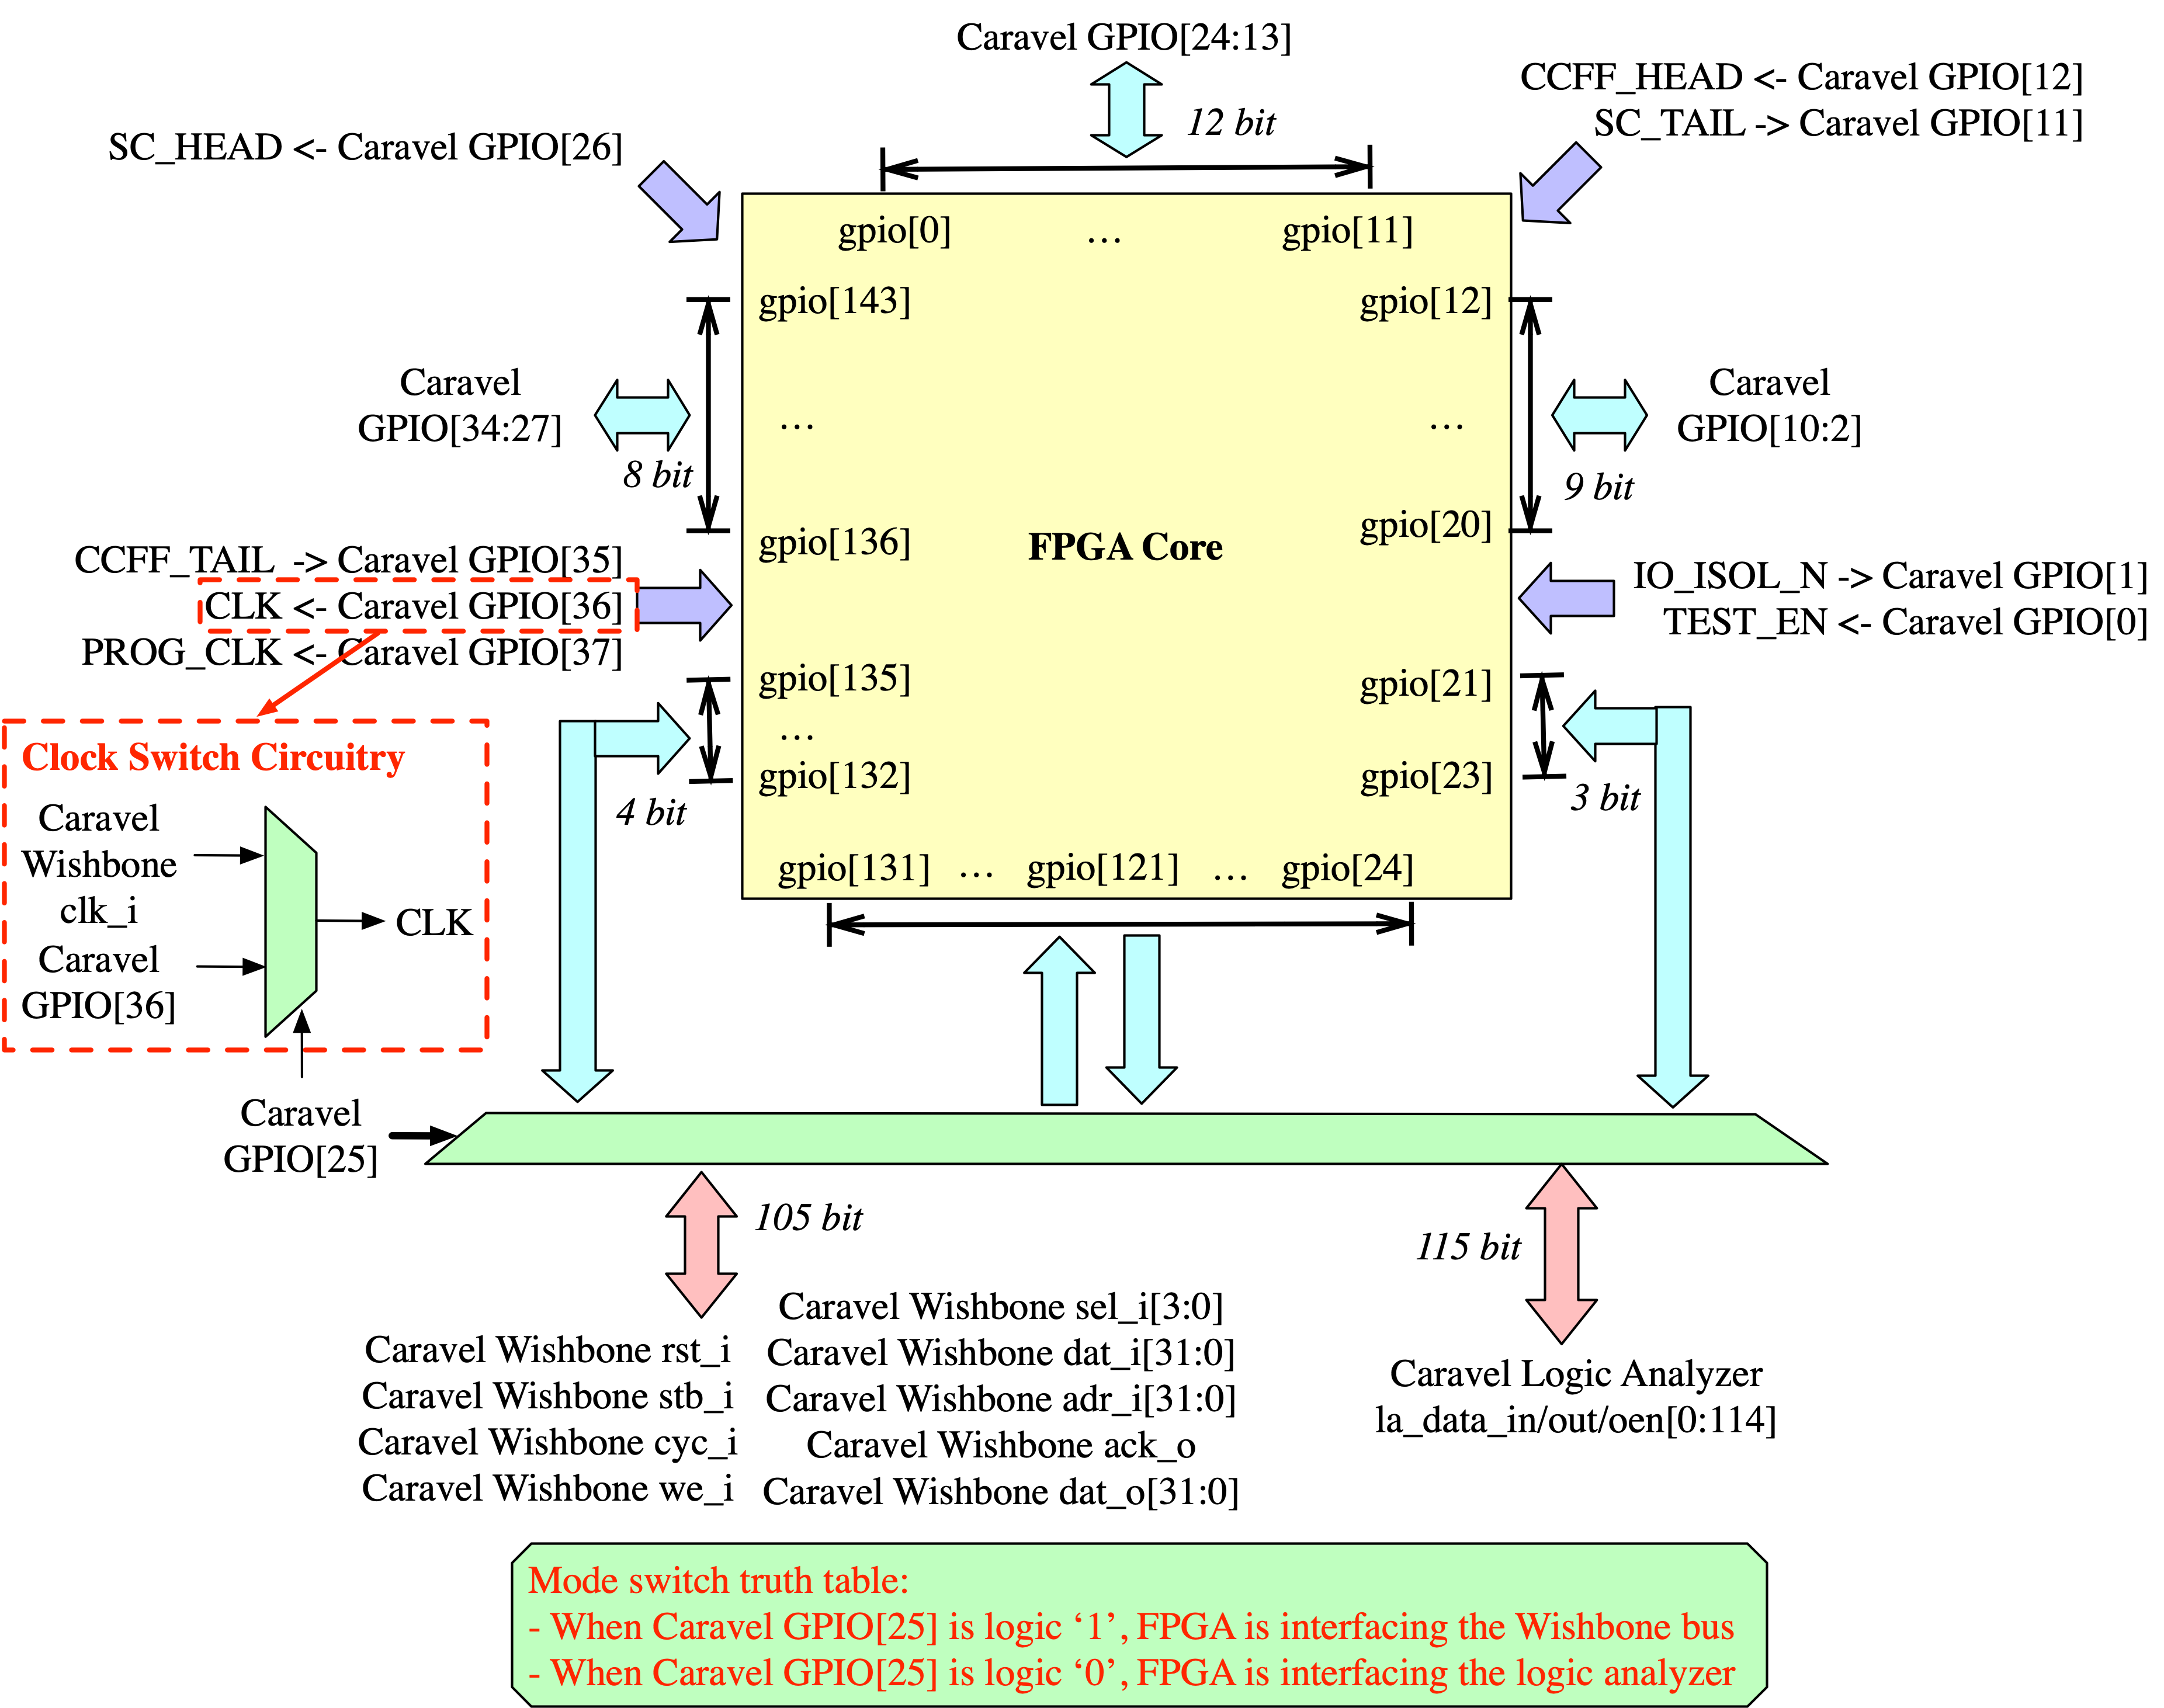 Caravel GPIO[24:13]
12 bit
CCFF_HEAD <- Caravel GPIO[12]
SC_TAIL -> Caravel GPIO[11]
SC_HEAD <- Caravel GPIO[26]
gpio[0] … gpio[11]
gpio[143]
…
gpio[136]
gpio[12]
…
gpio[20]
Caravel
GPIO[34:27]
8 bit
Caravel
GPIO[10:2]
9 bit
FPGA Core
CCFF_TAIL -> Caravel GPIO[35]
CLK <- Caravel GPIO[36]
PROG_CLK <- Caravel GPIO[37]
IO_ISOL_N -> Caravel GPIO[1]
TEST_EN <- Caravel GPIO[0]
gpio[135]
…
gpio[132]
4 bit
gpio[21]
gpio[23]
3 bit
gpio[131] … gpio[121] … gpio[24]
Clock Switch Circuitry
Caravel
Wishbone
clk_i
Caravel
GPIO[36]
CLK
Caravel
GPIO[25]
105 bit
115 bit
Caravel Wishbone rst_i
Caravel Wishbone stb_i
Caravel Wishbone cyc_i
Caravel Wishbone we_i
Caravel Wishbone sel_i[3:0]
Caravel Wishbone dat_i[31:0]
Caravel Wishbone adr_i[31:0]
Caravel Wishbone ack_o
Caravel Wishbone dat_o[31:0]
Caravel Logic Analyzer
la_data_in/out/oen[0:114]
Mode switch truth table:
- When Caravel GPIO[25] is logic ‘1’, FPGA is interfacing the Wishbone bus
- When Caravel GPIO[25] is logic ‘0’, FPGA is interfacing the logic analyzer